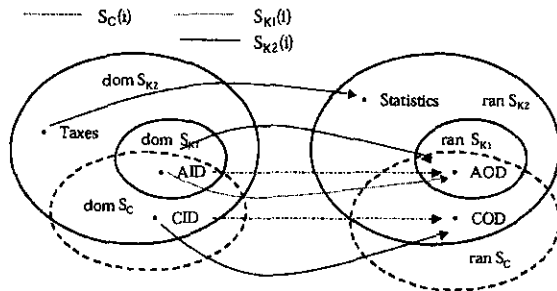 S_C(i) S_K1(i)
S_K2(i)
dom S_K2
Statistics ran S_K2
Taxes dom S_K1 ran S_K1
AID AOD
dom S_C CID COD
ran S_C